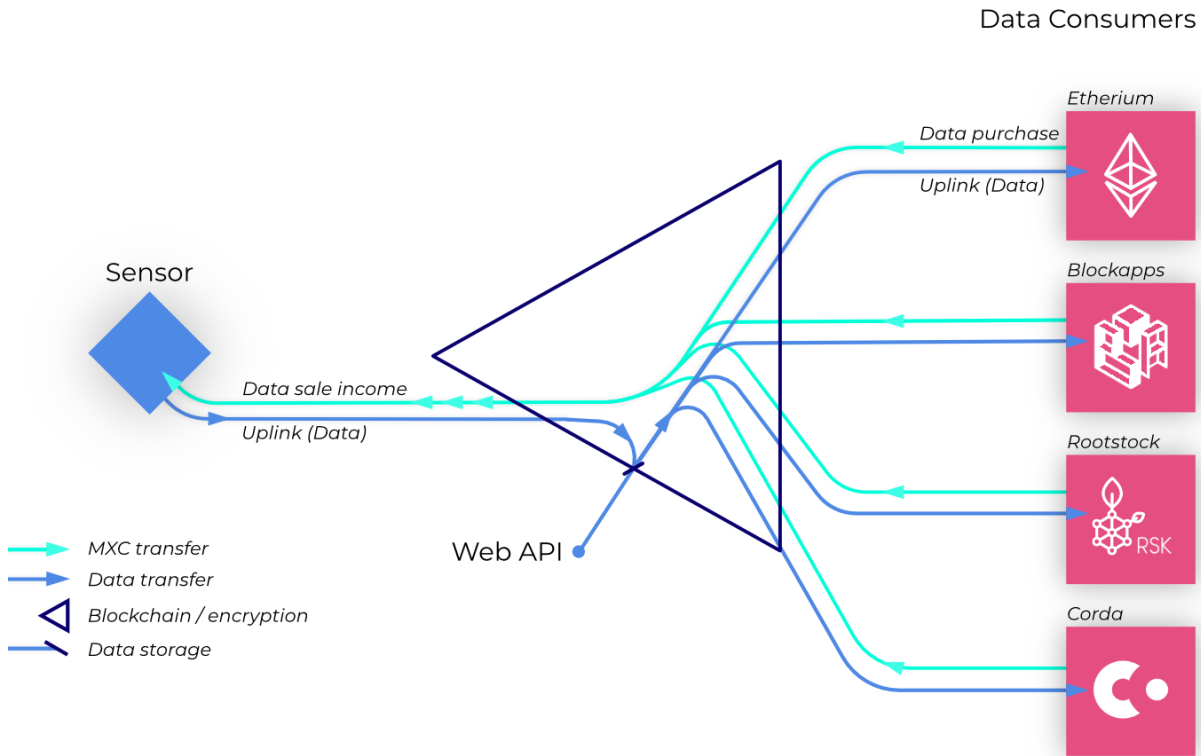 Data Consumers
Etherium
Data purchase
Uplink (Data)
Blockapps
Sensor
Data sale income
Uplink (Data)
Rootstock
RSK
Web API
MXC transfer
Data transfer
Blockchain / encryption
Data storage
Corda